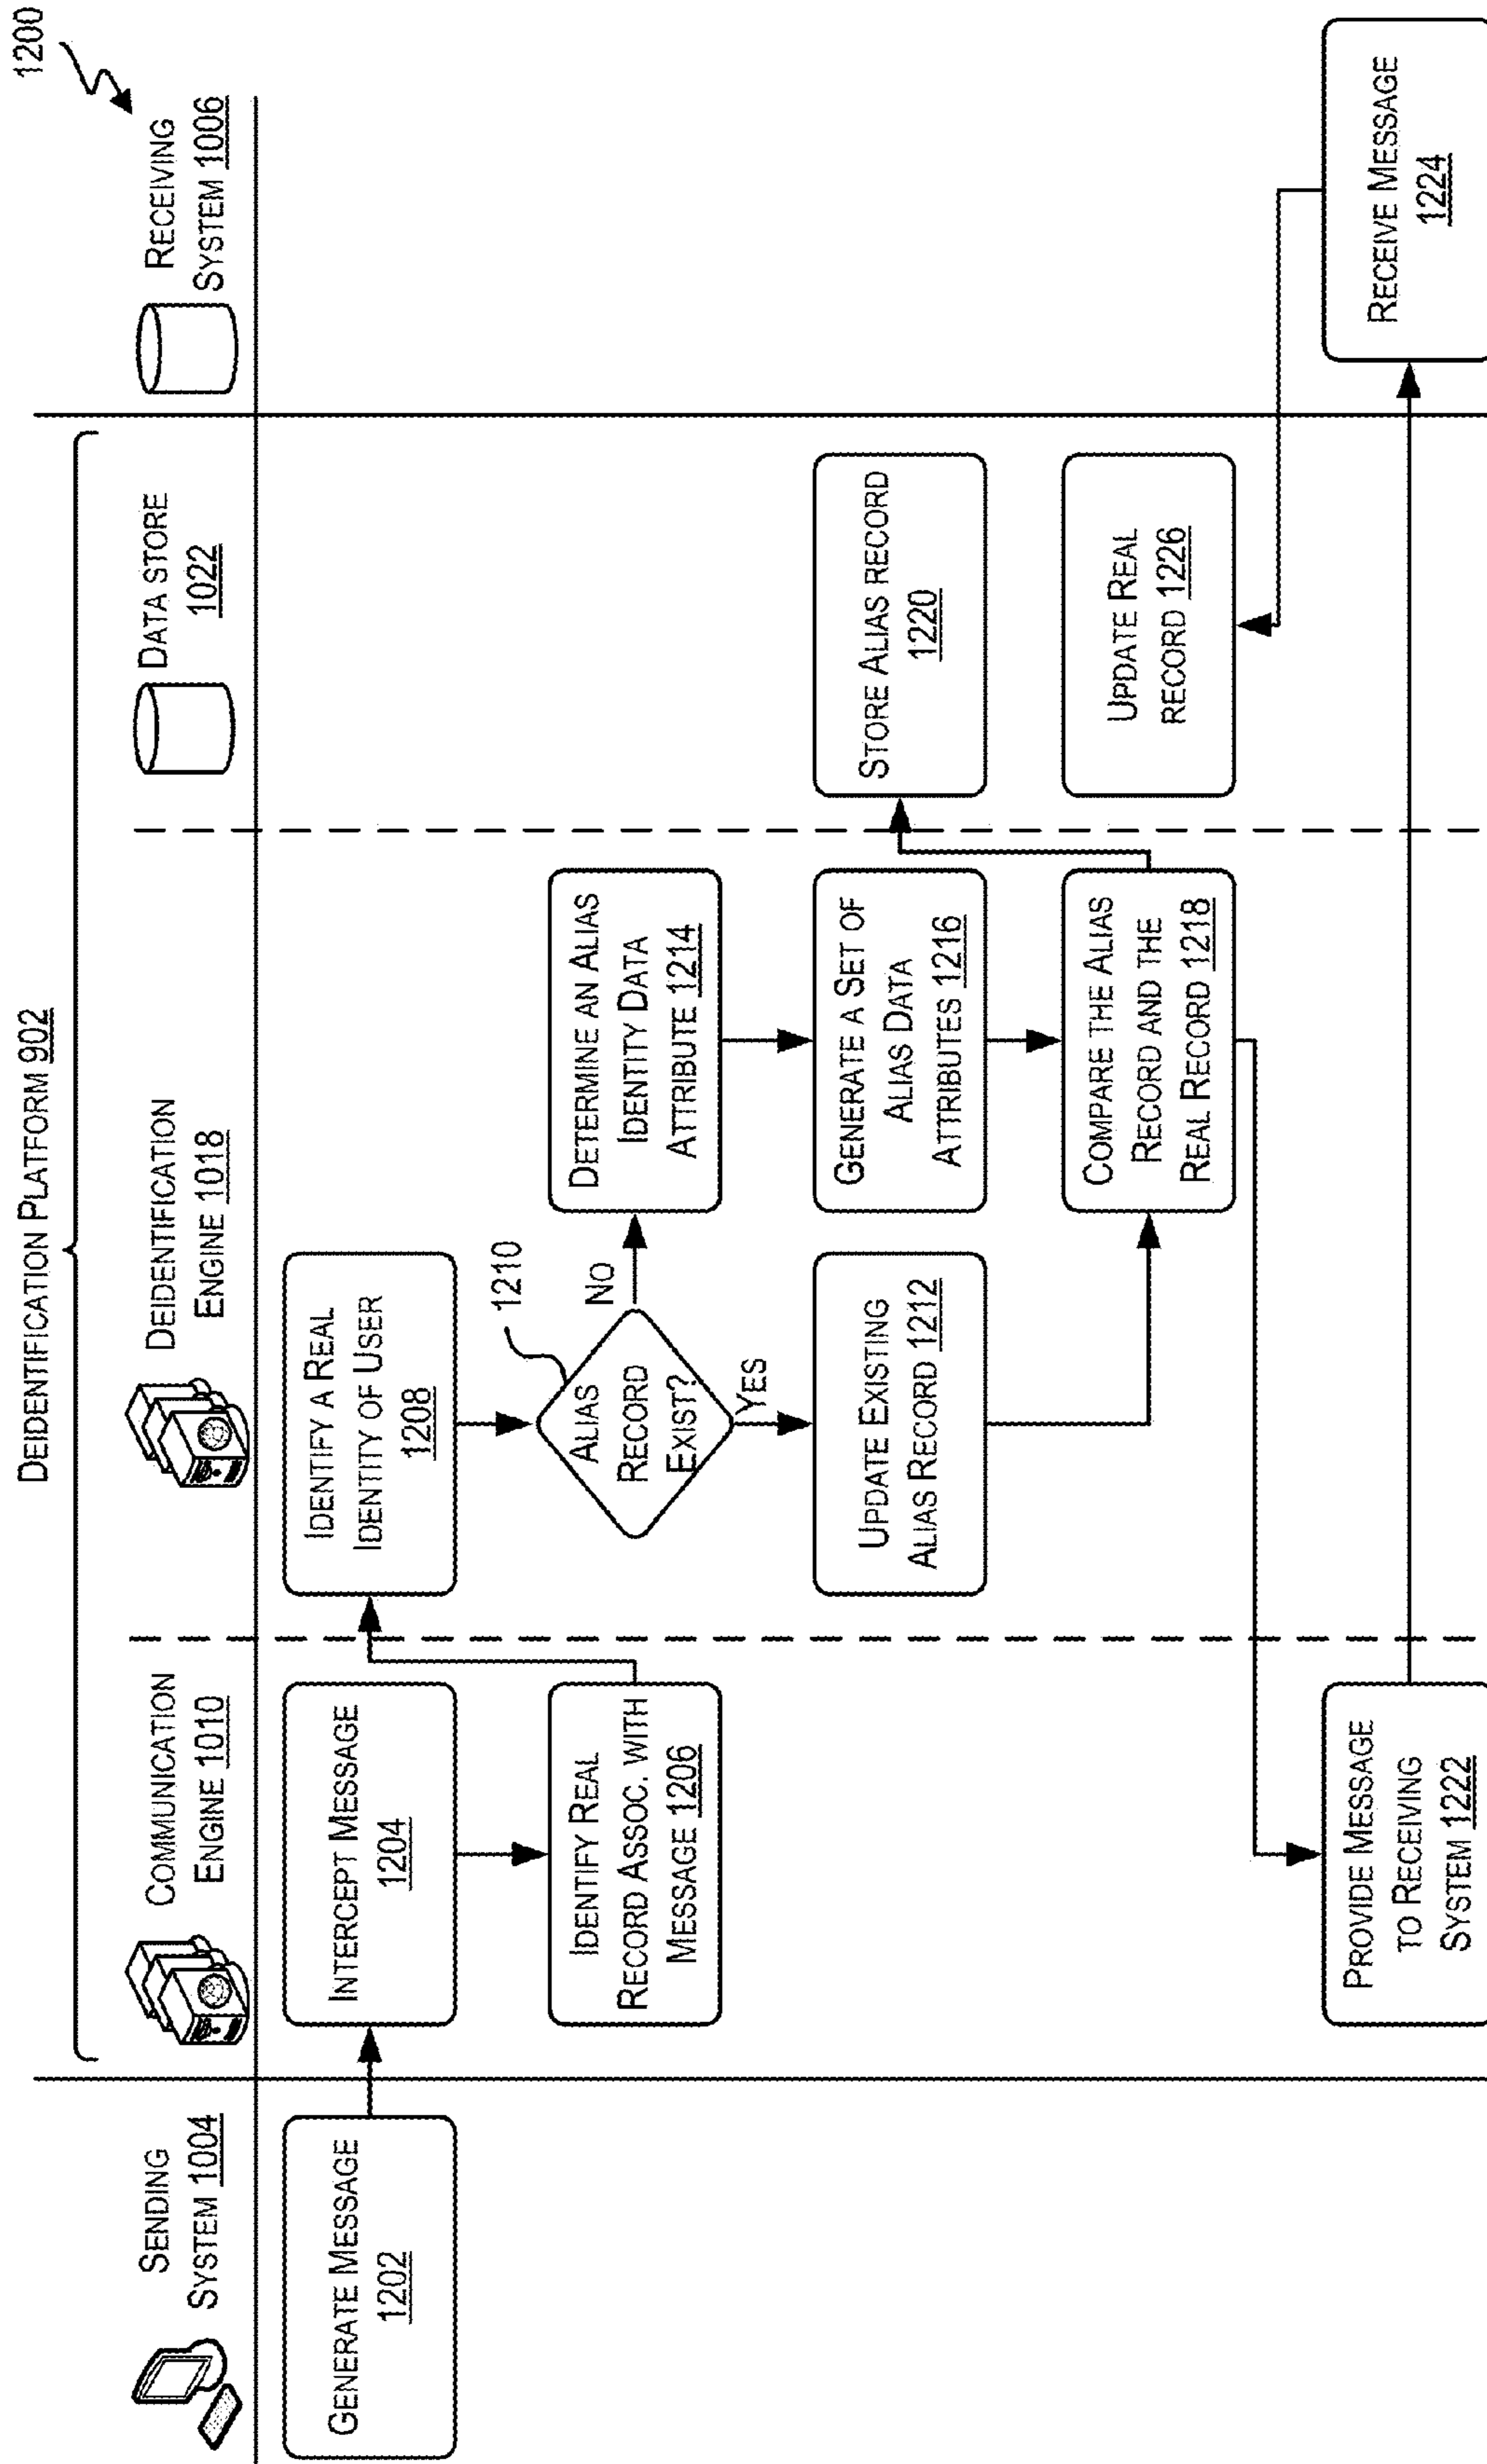 1200
DEIDENTIFICATION PLATFORM 902
SENDING
SYSTEM 1004
COMMUNICATION
ENGINE 1010
DEIDENTIFICATION
ENGINE 1018
DATA STORE
1022
RECEIVING
SYSTEM 1006
GENERATE MESSAGE
1202
INTERCEPT MESSAGE
1204
IDENTIFY REAL
RECORD ASSOC. WITH
MESSAGE 1206
IDENTIFY A REAL
IDENTITY OF USER
1208
1210
ALIAS
RECORD
EXIST?
NO
YES
DETERMINE AN ALIAS
IDENTITY DATA
ATTRIBUTE 1214
UPDATE EXISTING
ALIAS RECORD 1212
GENERATE A SET OF
ALIAS DATA
ATTRIBUTES 1216
STORE ALIAS RECORD
1220
COMPARE THE ALIAS
RECORD AND THE
REAL RECORD 1218
UPDATE REAL
RECORD 1226
PROVIDE MESSAGE
TO RECEIVING
SYSTEM 1222
RECEIVE MESSAGE
1224